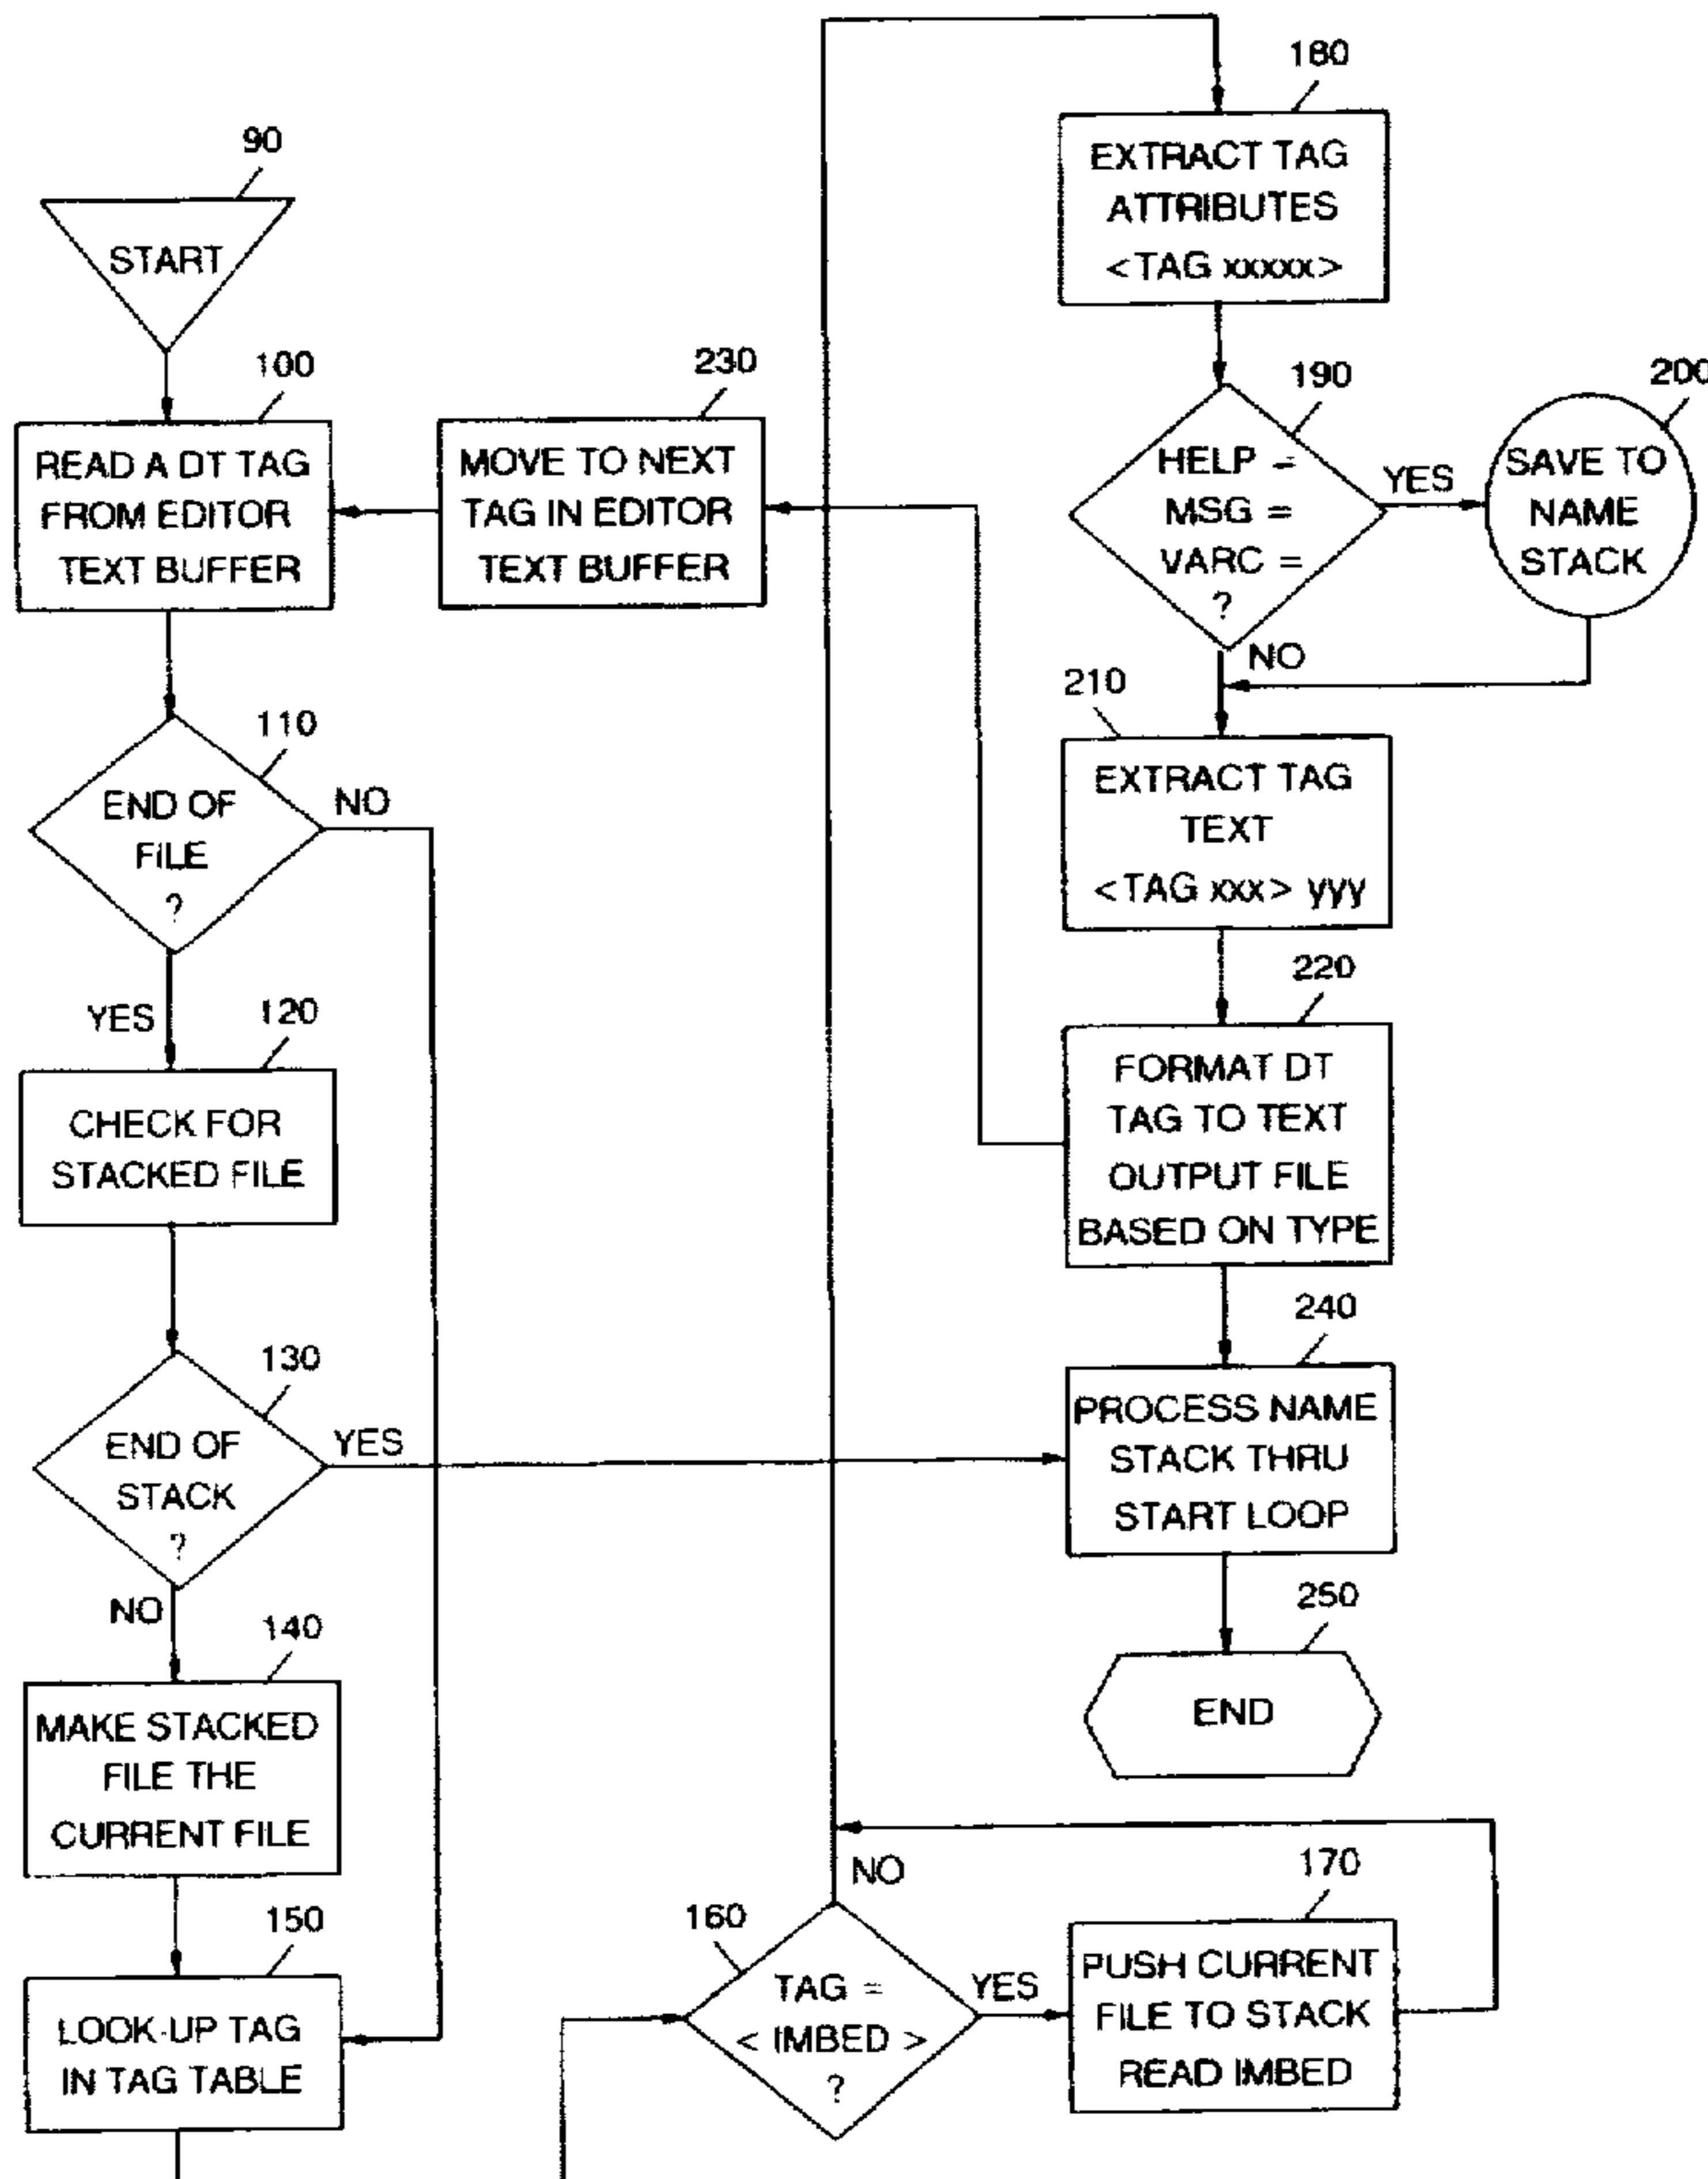 90
START
100
READ A DT TAG
FROM EDITOR
TEXT BUFFER
230
MOVE TO NEXT
TAG IN EDITOR
TEXT BUFFER
110
END OF
FILE
?
NO
YES
120
CHECK FOR
STACKED FILE
130
END OF
STACK
?
YES
NO
140
MAKE STACKED
FILE THE
CURRENT FILE
150
LOOK-UP TAG
IN TAG TABLE
160
TAG =
< IMBED >
?
NO
YES
170
PUSH CURRENT
FILE TO STACK
READ IMBED
180
EXTRACT TAG
ATTRIBUTES
<TAG xxxxx>
190
HELP =
MSG =
VARC =
?
YES
NO
200
SAVE TO
NAME
STACK
210
EXTRACT TAG
TEXT
<TAG xxx> yyy
220
FORMAT DT
TAG TO TEXT
OUTPUT FILE
BASED ON TYPE
240
PROCESS NAME
STACK THRU
START LOOP
250
END